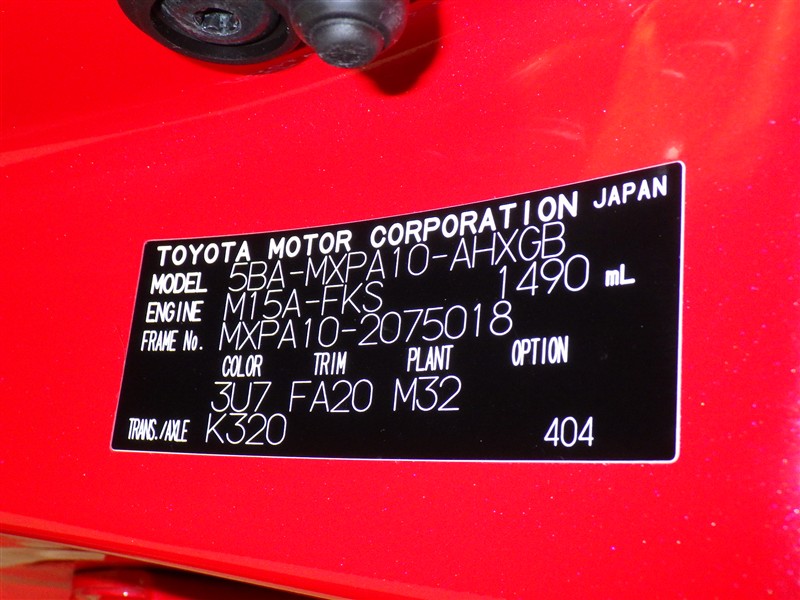 TOYOTA MOTOR CORPORATION JAPAN
MODEL 5BA-MXPA10-AHXGB
ENGINE M15A-FKS 1490 mL
FRAME No. MXPA10-2075018
COLOR TRIM PLANT OPTION
3U7 FA20 M32
TRANS./AXLE K320 404